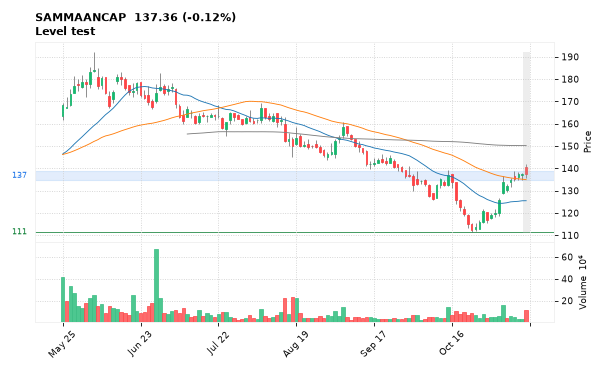 SAMMAANCAP 137.36 (-0.12%)
Level test
190
180
170
160
150
140
130
120
110
Price
137
111
60
40
20
Volume 10⁴
May 25
Jun 23
Jul 22
Aug 19
Sep 17
Oct 16